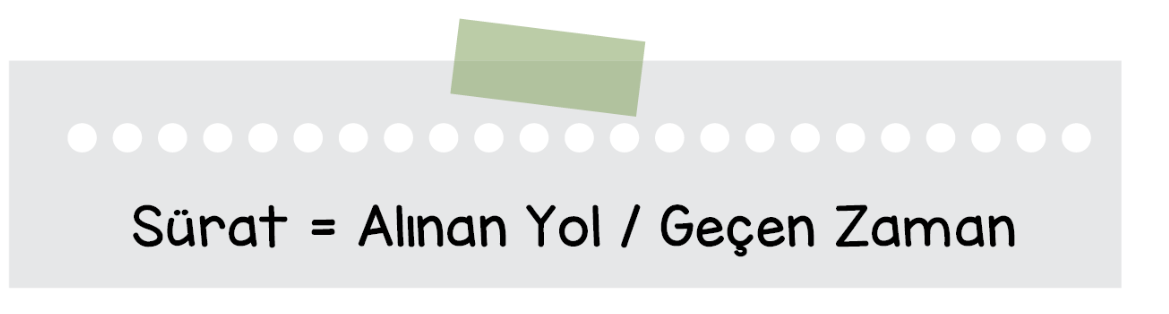 Sürat = Alınan Yol / Geçen Zaman